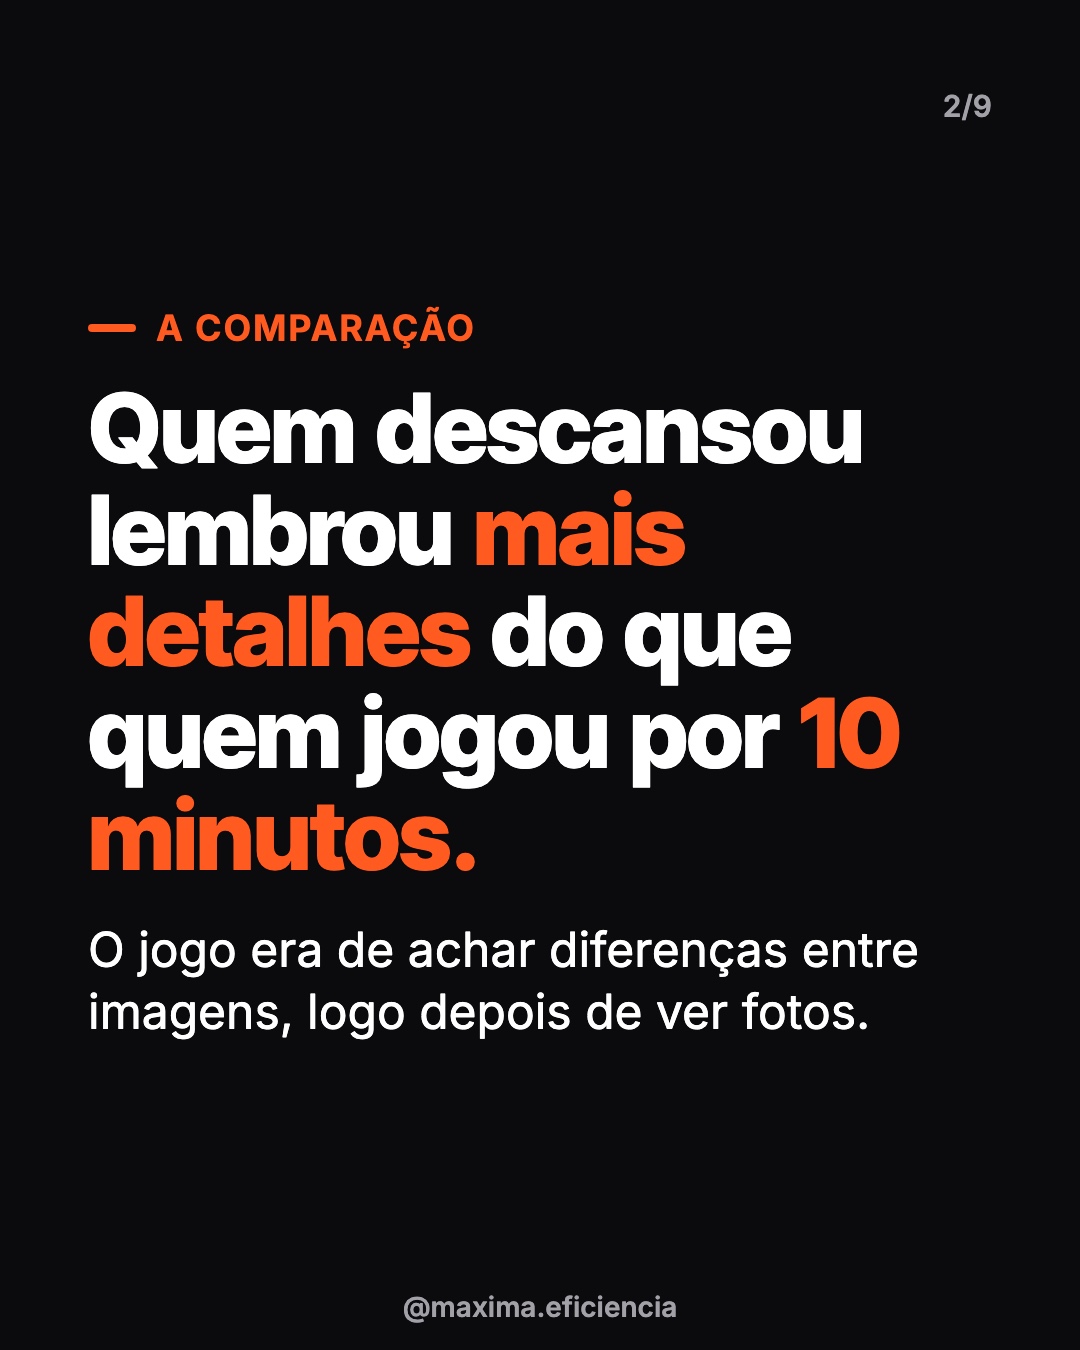 2/9
A COMPARAÇÃO
Quem descansou
lembrou mais
detalhes do que
quem jogou por 10
minutos.
O jogo era de achar diferenças entre
imagens, logo depois de ver fotos.
@maxima.eficiencia